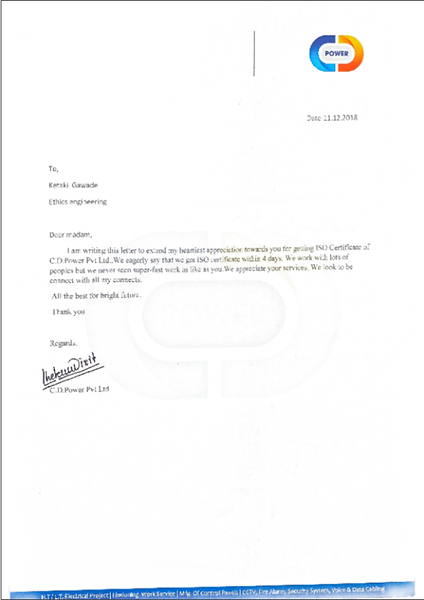 POWER
Date-11.12.2018
To,
Ketaki Gawade
Ethics engineering
Dear madam,
I am writing this letter to extend my heartiest appreciation towards you for getting ISO Certificate of
C.D.Power Pvt Ltd..We eagerly say that we got ISO certificate within 4 days. We work with lots of
peoples but we never seen super-fast work as like as you.We appreciate your services. We look to be
connect with all my connects.
All the best for bright future.
POWER
Thank you
Regards,
C.D.Power Pvt Ltd
H.T / L.T. Electrical Project | Liasioning Work Service | Mfg. Of Control Panels | CCTV, Fire Alarm, Security System, Voice & Data Cabling